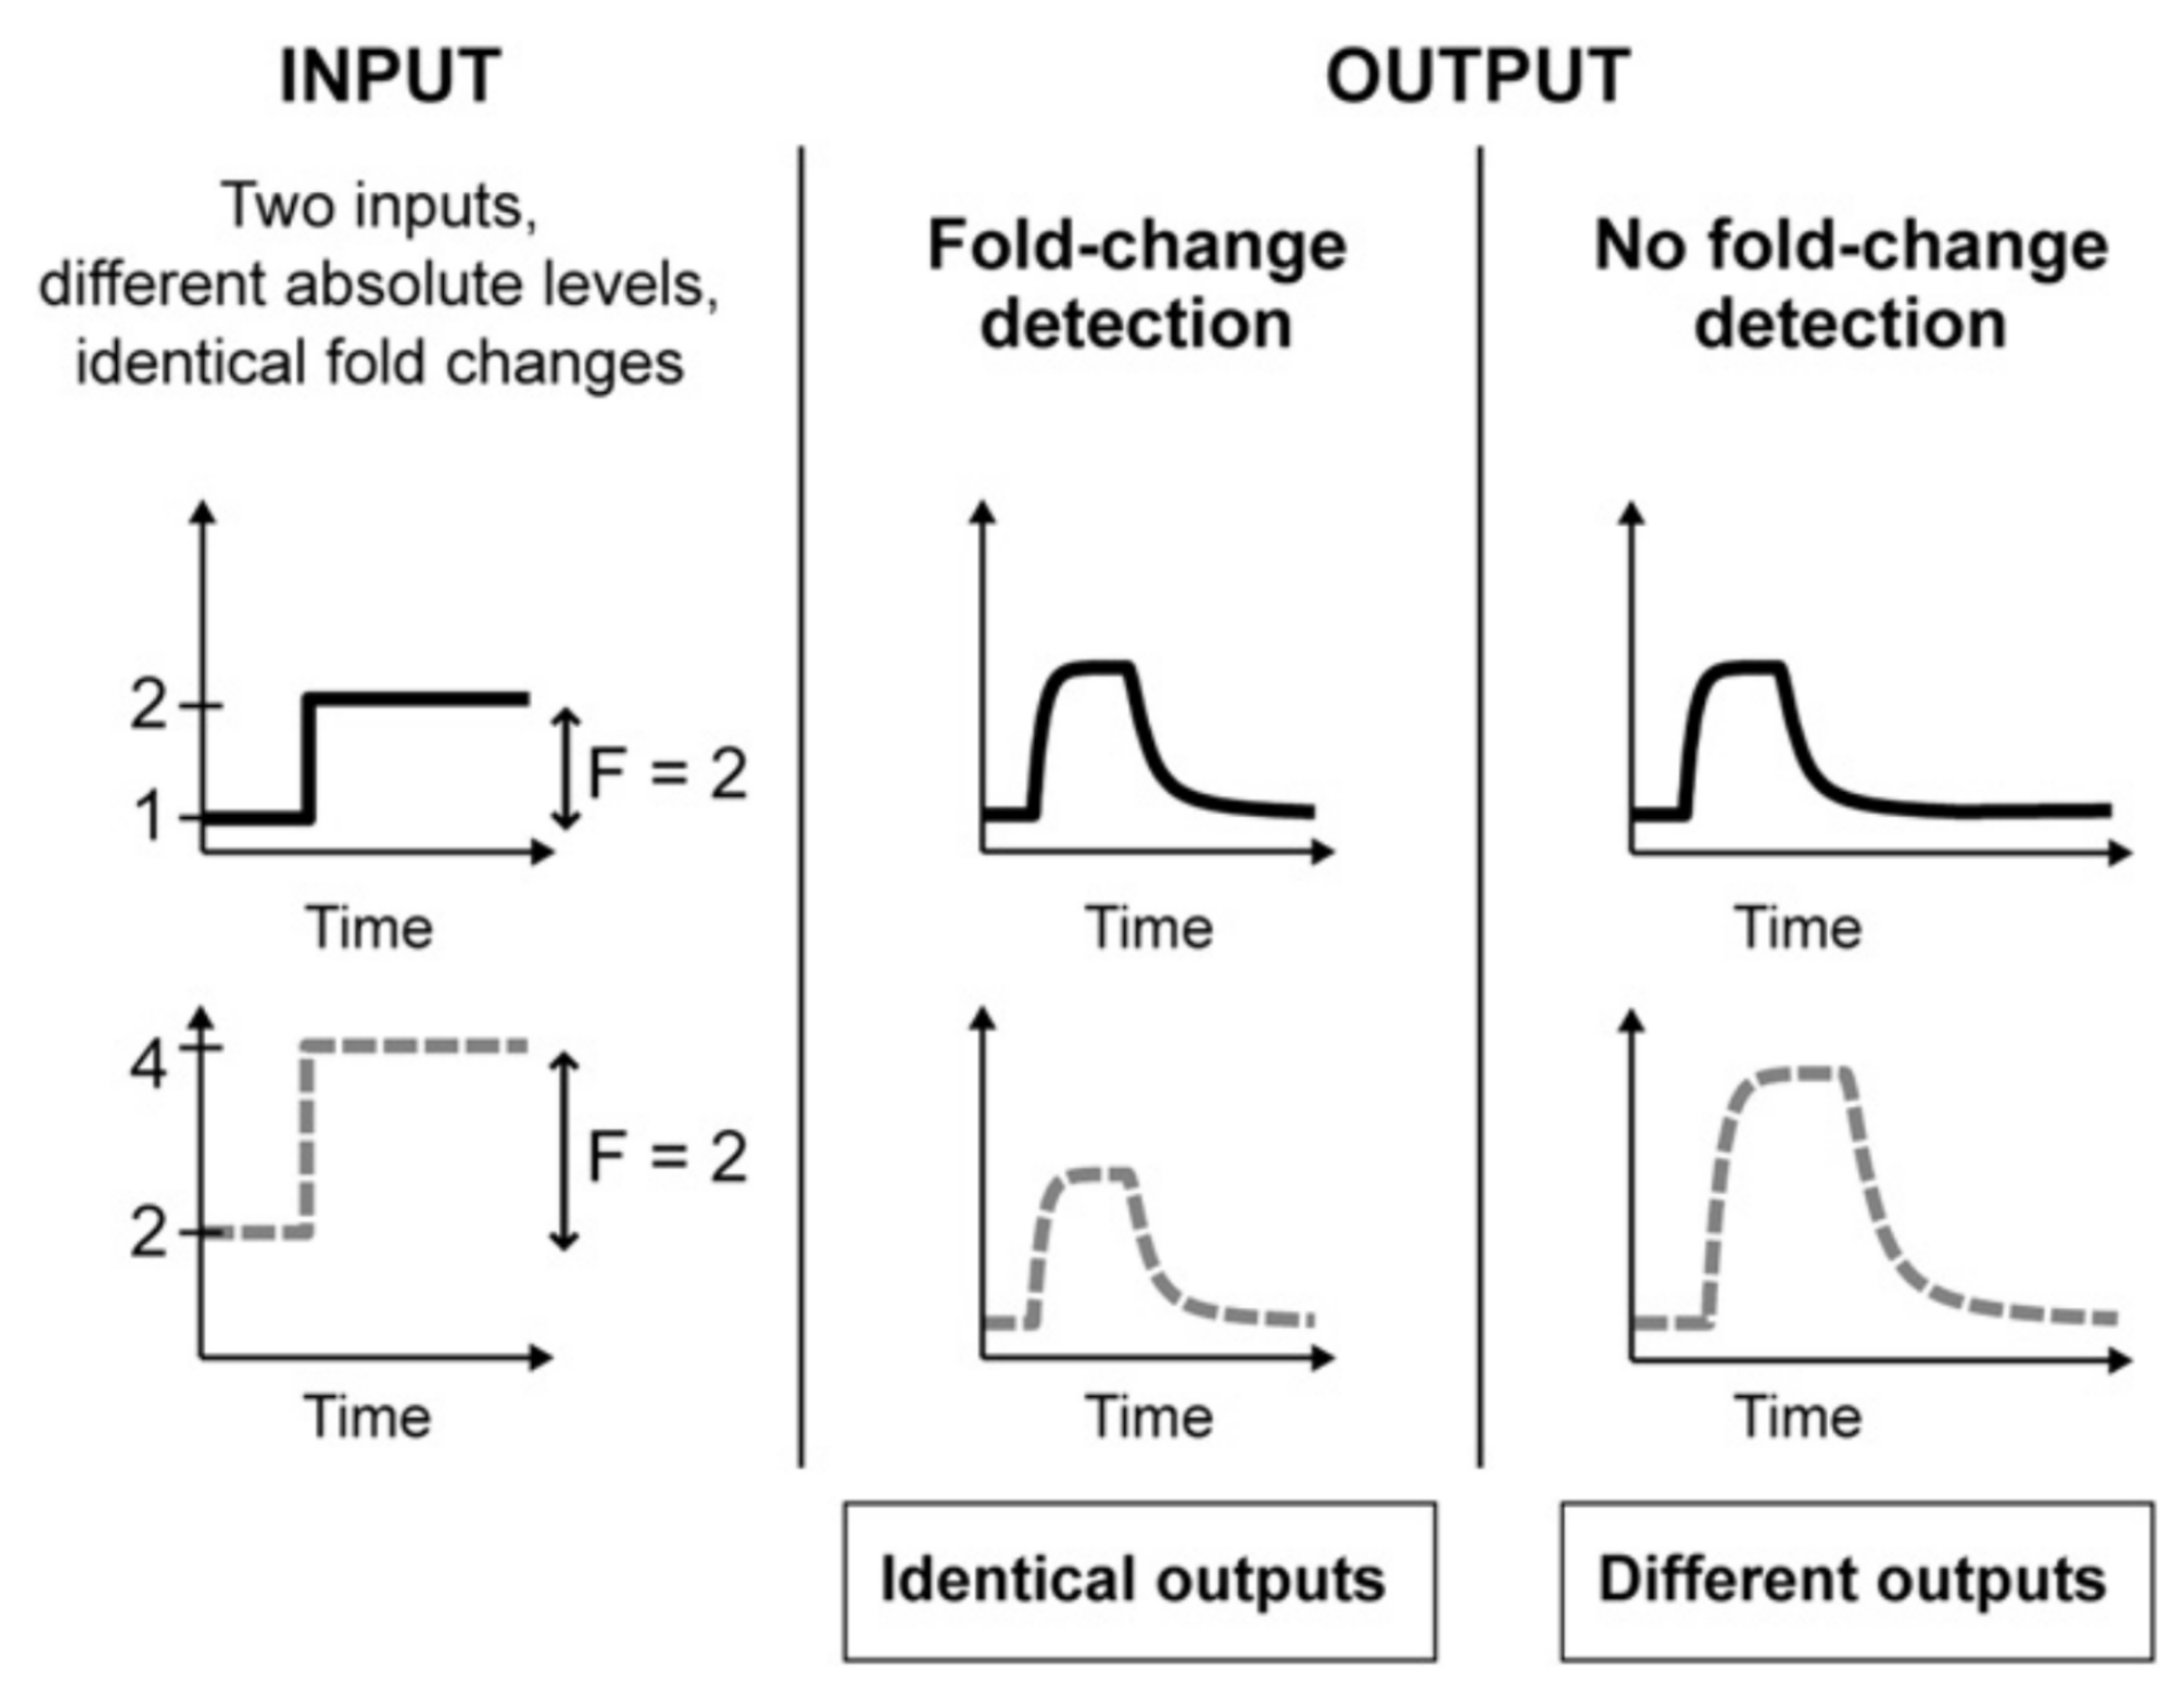 INPUT
OUTPUT
Two inputs,
different absolute levels,
identical fold changes
Fold-change
detection
No fold-change
detection
2
1
F = 2
Time
Time
Time
4
2
F = 2
Time
Time
Time
Identical outputs
Different outputs